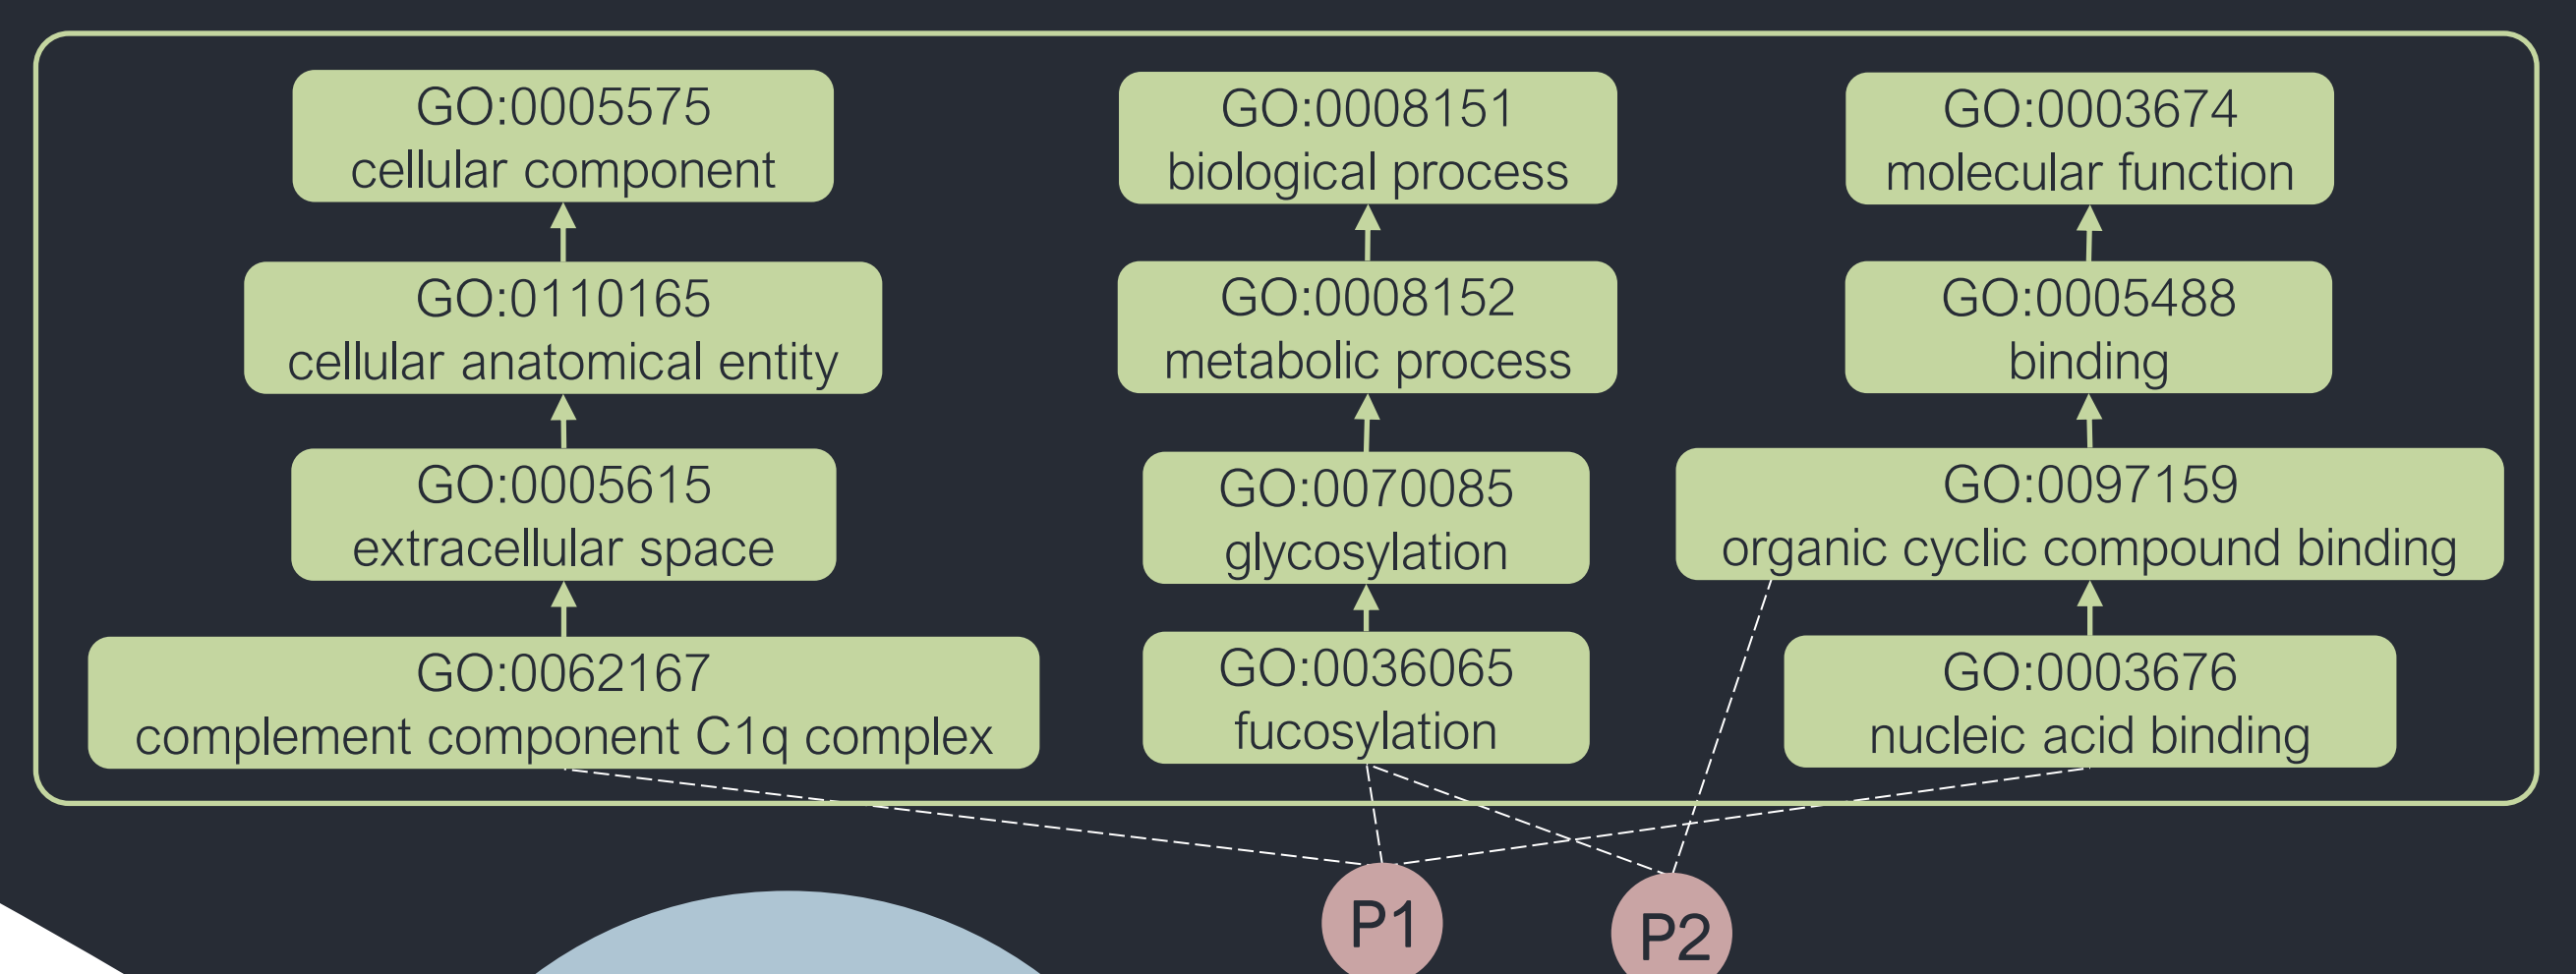 GO:0005575
cellular component
GO:0110165
cellular anatomical entity
GO:0005615
extracellular space
GO:0062167
complement component C1q complex
GO:0008151
biological process
GO:0008152
metabolic process
GO:0070085
glycosylation
GO:0036065
fucosylation
GO:0003674
molecular function
GO:0005488
binding
GO:0097159
organic cyclic compound binding
GO:0003676
nucleic acid binding
P1
P2